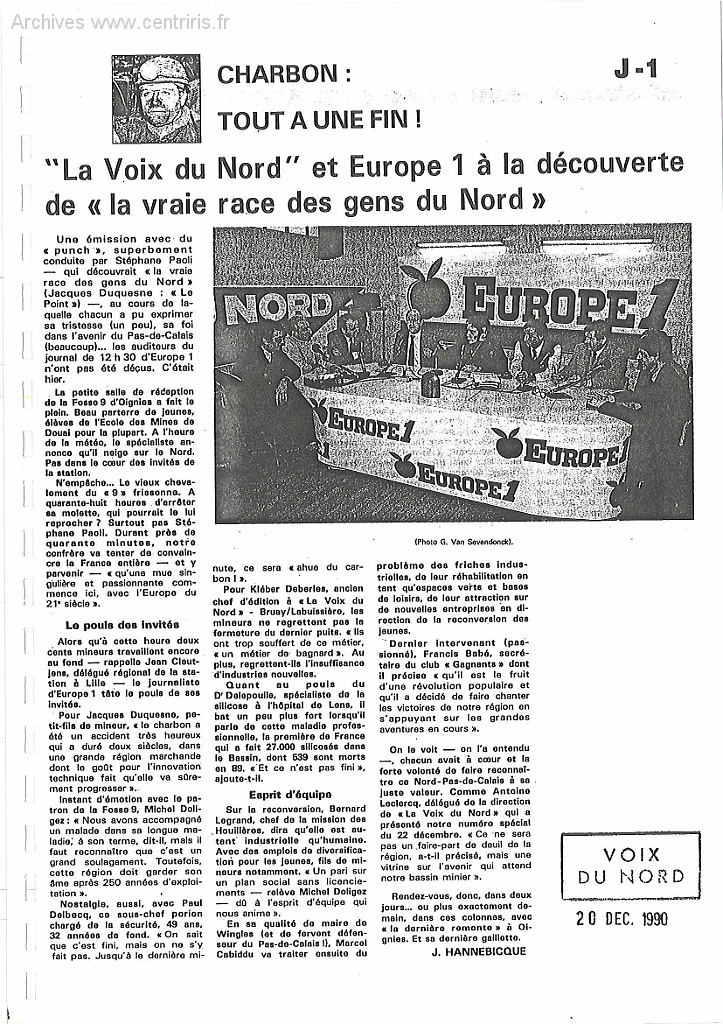 Archives www.centriris.fr
CHARBON :
J-1
TOUT A UNE FIN !
"La Voix du Nord" et Europe 1 à la découverte
de « la vraie race des gens du Nord »
Une émission avec du
« punch », superbement
conduite par Stéphane Paoli
— qui découvrait « la vraie
race des gens du Nord »
(Jacques Duquesne : « Le
Point ») —, au cours de la-
quelle chacun a pu exprimer
sa tristesse (un peu), sa foi
dans l'avenir du Pas-de-Calais
(beaucoup)... les auditeurs du
journal de 12 h 30 d'Europe 1
n'ont pas été déçus. C'était
hier.
La petite salle de réception
de la Fosse 9 d'Oignies a fait le
plein. Beau parterre de jeunes,
élèves de l'Ecole des Mines de
Douai pour la plupart. A l'heure
de la météo, le spécialiste an-
nonce qu'il neige sur le Nord.
Pas dans le cœur des invités de
la station.
N'empêche... Le vieux cheva-
lement du « 9 » frissonne. A
quarante-huit heures d'arrêter
sa molette, qui pourrait le lui
reprocher ? Surtout pas Sté-
phane Paoli. Durant près de
quarante minutes, notre
confrère va tenter de convain-
cre la France entière — et y
parvenir — « qu'une mue sin-
gulière et passionnante com-
mence ici, avec l'Europe du
21e siècle ».
Le pouls des invités
Alors qu'à cette heure deux
cents mineurs travaillent encore
au fond — rappelle Jean Clout-
jens, délégué régional de la sta-
tion à Lille — le journaliste
d'Europe 1 tâte le pouls de ses
invités.
Pour Jacques Duquesne, pe-
tit-fils de mineur, « le charbon a
été un accident très heureux
qui a duré deux siècles, dans
une grande région marchande
dont le goût pour l'innovation
technique fait qu'elle va sûre-
ment progresser ».
Instant d'émotion avec le pa-
tron de la Fosse 9, Michel Doli-
gez : « Nous avons accompagné
un malade dans sa longue ma-
ladie, à son terme, dit-il, mais il
faut reconnaître que c'est un
grand soulagement. Toutefois,
cette région doit garder son
âme après 250 années d'exploi-
tation ».
Nostalgie, aussi, avec Paul
Delbecq, ce sous-chef porion
chargé de la sécurité, 49 ans,
32 années de fond. « On sait
que c'est fini, mais on ne s'y
fait pas. Jusqu'à la dernière mi-
NORD
EUROPE 1
EUROPE 1
EUROPE 1
EUROPE 1
(Photo G. Van Sevendonck).
nute, ce sera « ahue du car-
bon ! ».
Pour Kléber Deberles, ancien
chef d'édition à « La Voix du
Nord » - Bruay/Labuissière, les
mineurs ne regrettent pas la
fermeture du dernier puits. « Ils
ont trop souffert de ce métier,
« un métier de bagnard ». Au
plus, regrettent-ils l'insuffisance
d'industries nouvelles.
Quant au pouls du
Dr Delepoulle, spécialiste de la
silicose à l'hôpital de Lens, il
bat un peu plus fort lorsqu'il
parle de cette maladie profes-
sionnelle, la première de France
qui a fait 27.000 silicosés dans
le Bassin, dont 539 sont morts
en 89. « Et ce n'est pas fini »,
ajoute-t-il.
Esprit d'équipe
Sur la reconversion, Bernard
Legrand, chef de la mission des
Houillères, dira qu'elle est au-
tant industrielle qu'humaine.
Avec des emplois de diversifica-
tion pour les jeunes, fils de mi-
neurs notamment. « Un pari sur
un plan social sans licencie-
ments — relève Michel Doligez
— dû à l'esprit d'équipe qui
nous anime ».
En sa qualité de maire de
Wingles (et de fervent défen-
seur du Pas-de-Calais !), Marcel
Cabiddu va traiter ensuite du
problème des friches indus-
trielles, de leur réhabilitation en
tant qu'espaces verts et bases
de loisirs, de leur attraction sur
de nouvelles entreprises en di-
rection de la reconversion des
jeunes.
Dernier intervenant (pas-
sionné), Francis Babé, secré-
taire du club « Gagnants » dont
il précise « qu'il est le fruit
d'une révolution populaire et
qu'il a décidé de faire chanter
les victoires de notre région en
s'appuyant sur les grandes
aventures en cours ».
On le voit — on l'a entendu
—, chacun avait à cœur et la
forte volonté de faire reconnaî-
tre ce Nord-Pas-de-Calais à sa
juste valeur. Comme Antoine
Leclercq, délégué de la direction
de « La Voix du Nord » qui a
présenté notre numéro spécial
du 22 décembre. « Ce ne sera
pas un faire-part de deuil de la
région, a-t-il précisé, mais une
vitrine sur l'avenir qui attend
notre bassin minier ».
Rendez-vous, donc, dans deux
jours... ou plus exactement de-
main, dans ces colonnes, avec
« la dernière remonte » à Oi-
gnies. Et sa dernière gaillette.
J. HANNEBICQUE
VOIX
DU NORD
20 DEC. 1990